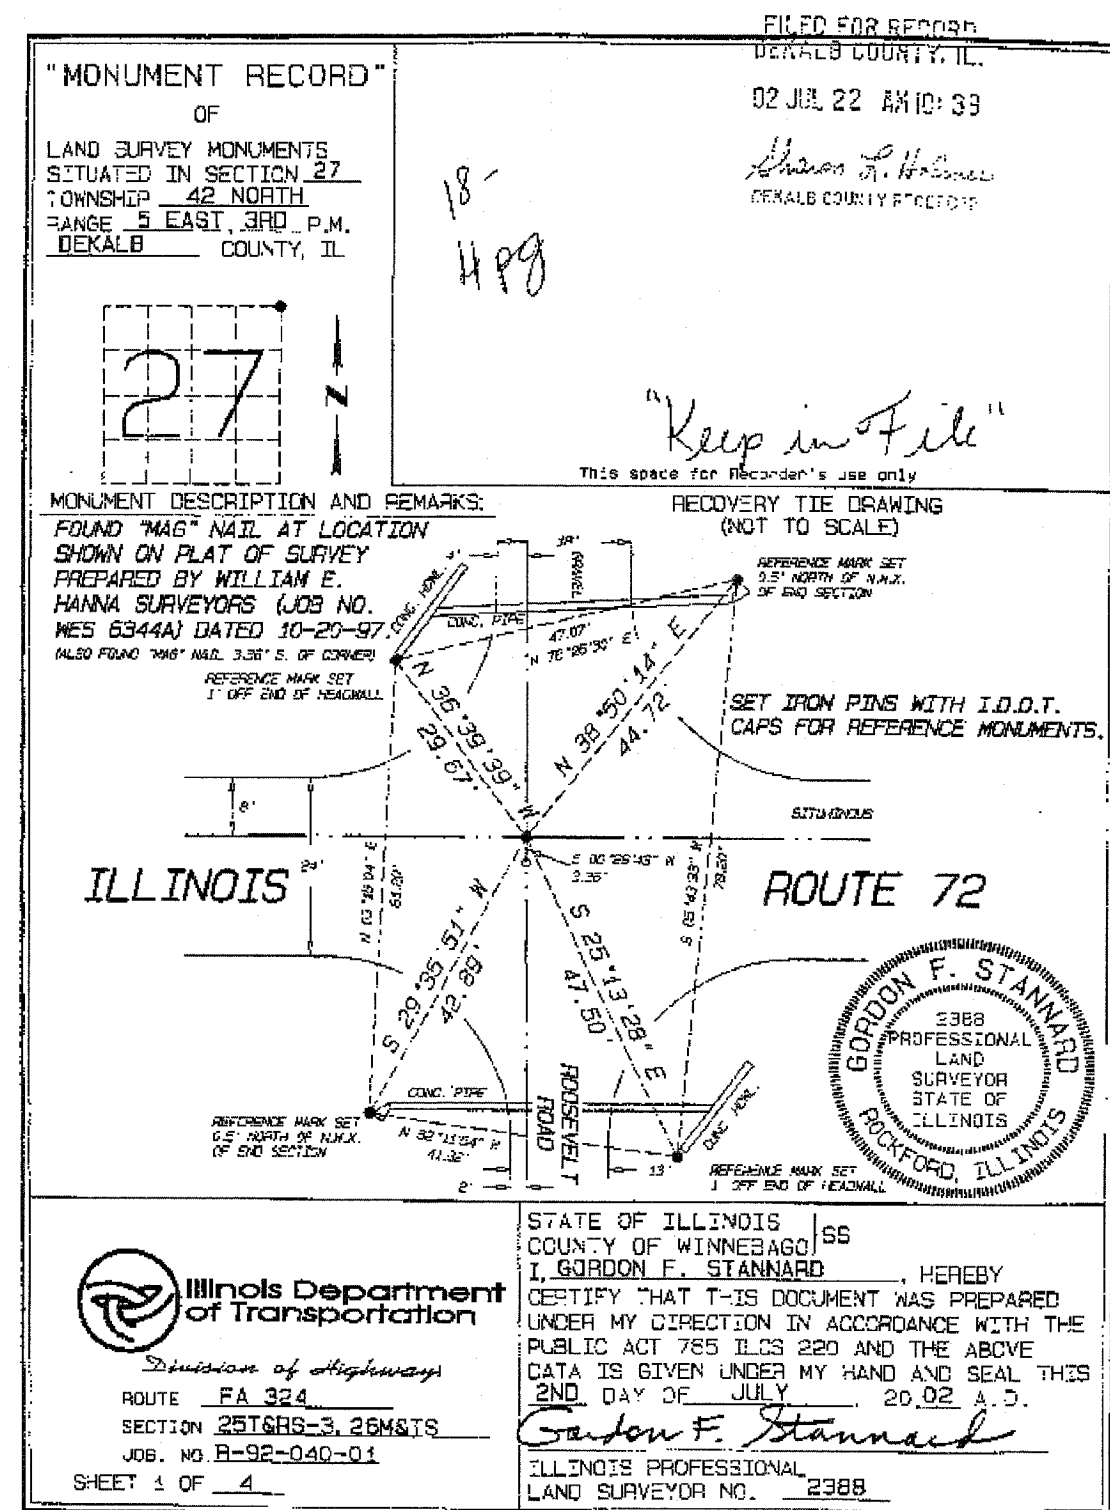 FILED FOR RECORD
DEKALB COUNTY, IL.
02 JUL 22 AM 10:39
DEKALB COUNTY RECORDER
"MONUMENT RECORD"
OF
LAND SURVEY MONUMENTS
SITUATED IN SECTION 27
TOWNSHIP 42 NORTH
RANGE 5 EAST, 3RD P.M.
DEKALB COUNTY, IL
18-
Hpg
27
N
"Keep in File"
This space for Recorder's use only
MONUMENT DESCRIPTION AND REMARKS:
FOUND "MAG" NAIL AT LOCATION
SHOWN ON PLAT OF SURVEY
PREPARED BY WILLIAM E.
HANNA SURVEYORS (JOB NO.
WES 6344A) DATED 10-20-97.
(ALSO FOUND "MAG" NAIL 3.36' S. OF CORNER)
RECOVERY TIE DRAWING
(NOT TO SCALE)
GRAVEL
CONC. HDWL.
CONC. PIPE
47.07'
REFERENCE MARK SET
0.5' NORTH OF N.W.X.
OF END SECTION
REFERENCE MARK SET
1' OFF END OF HEADWALL
N 36°39'39" W
29.67'
N 38°50'14" E
44.72'
SET IRON PINS WITH I.D.O.T.
CAPS FOR REFERENCE MONUMENTS.
8'
BITUMINOUS
ILLINOIS
ROUTE 72
3.36'
S 29°35'51" W
42.89'
S 25°13'28" E
47.50'
CONC. PIPE
ROOSEVELT
ROAD
CONC. HDWL.
REFERENCE MARK SET
0.5' NORTH OF N.W.X.
OF END SECTION
N 82°11'54" W
41.32'
2'
13'
REFERENCE MARK SET
1' OFF END OF HEADWALL
GORDON F. STANNARD
2388
PROFESSIONAL
LAND
SURVEYOR
STATE OF
ILLINOIS
ROCKFORD, ILLINOIS
Illinois Department
of Transportation
Division of Highways
ROUTE FA 324
SECTION 25T&RS-3, 26M&TS
JOB. NO. R-92-040-01
SHEET 1 OF 4
STATE OF ILLINOIS
COUNTY OF WINNEBAGO SS
I, GORDON F. STANNARD, HEREBY
CERTIFY THAT THIS DOCUMENT WAS PREPARED
UNDER MY DIRECTION IN ACCORDANCE WITH THE
PUBLIC ACT 765 ILCS 220 AND THE ABOVE
DATA IS GIVEN UNDER MY HAND AND SEAL THIS
2ND DAY OF JULY, 20 02 A.D.
Gordon F. Stannard
ILLINOIS PROFESSIONAL
LAND SURVEYOR NO. 2388